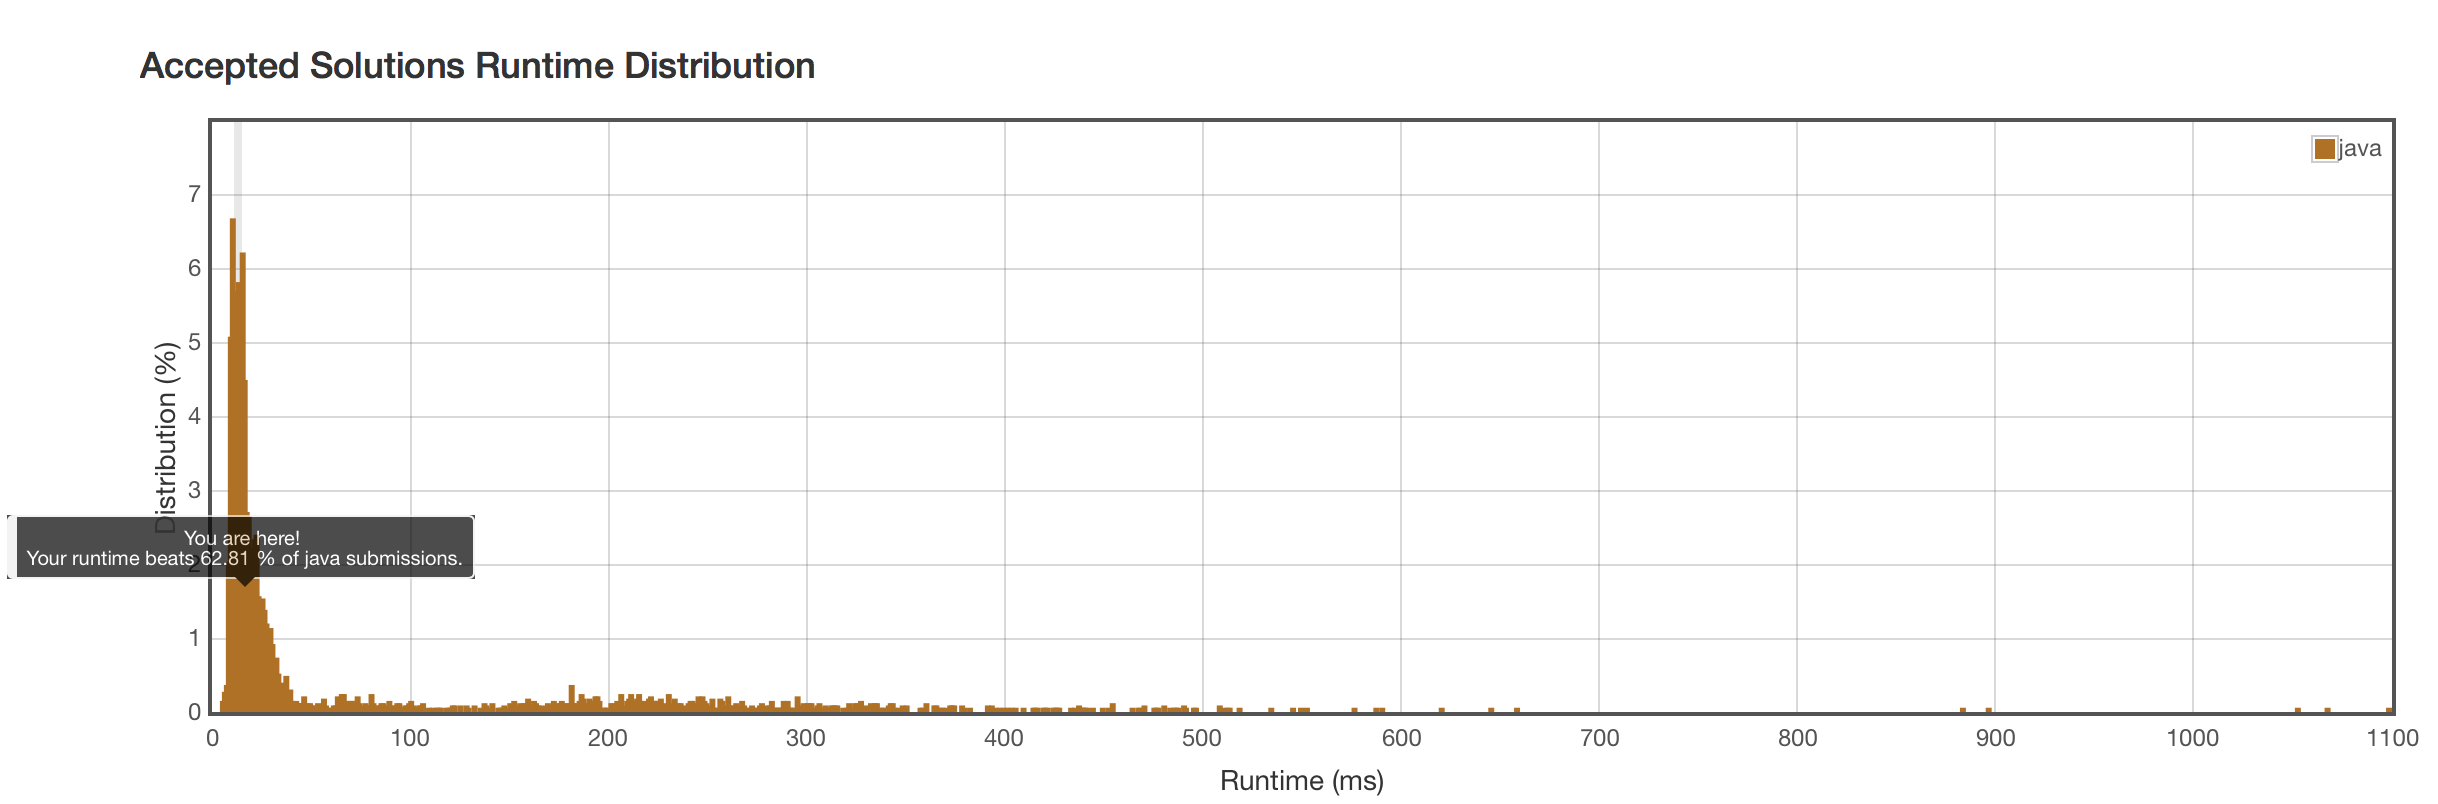 Accepted Solutions Runtime Distribution
java
Distribution (%)
7
6
5
4
3
2
1
0
You are here!
Your runtime beats 62.81 % of java submissions.
0 100 200 300 400 500 600 700 800 900 1000 1100
Runtime (ms)